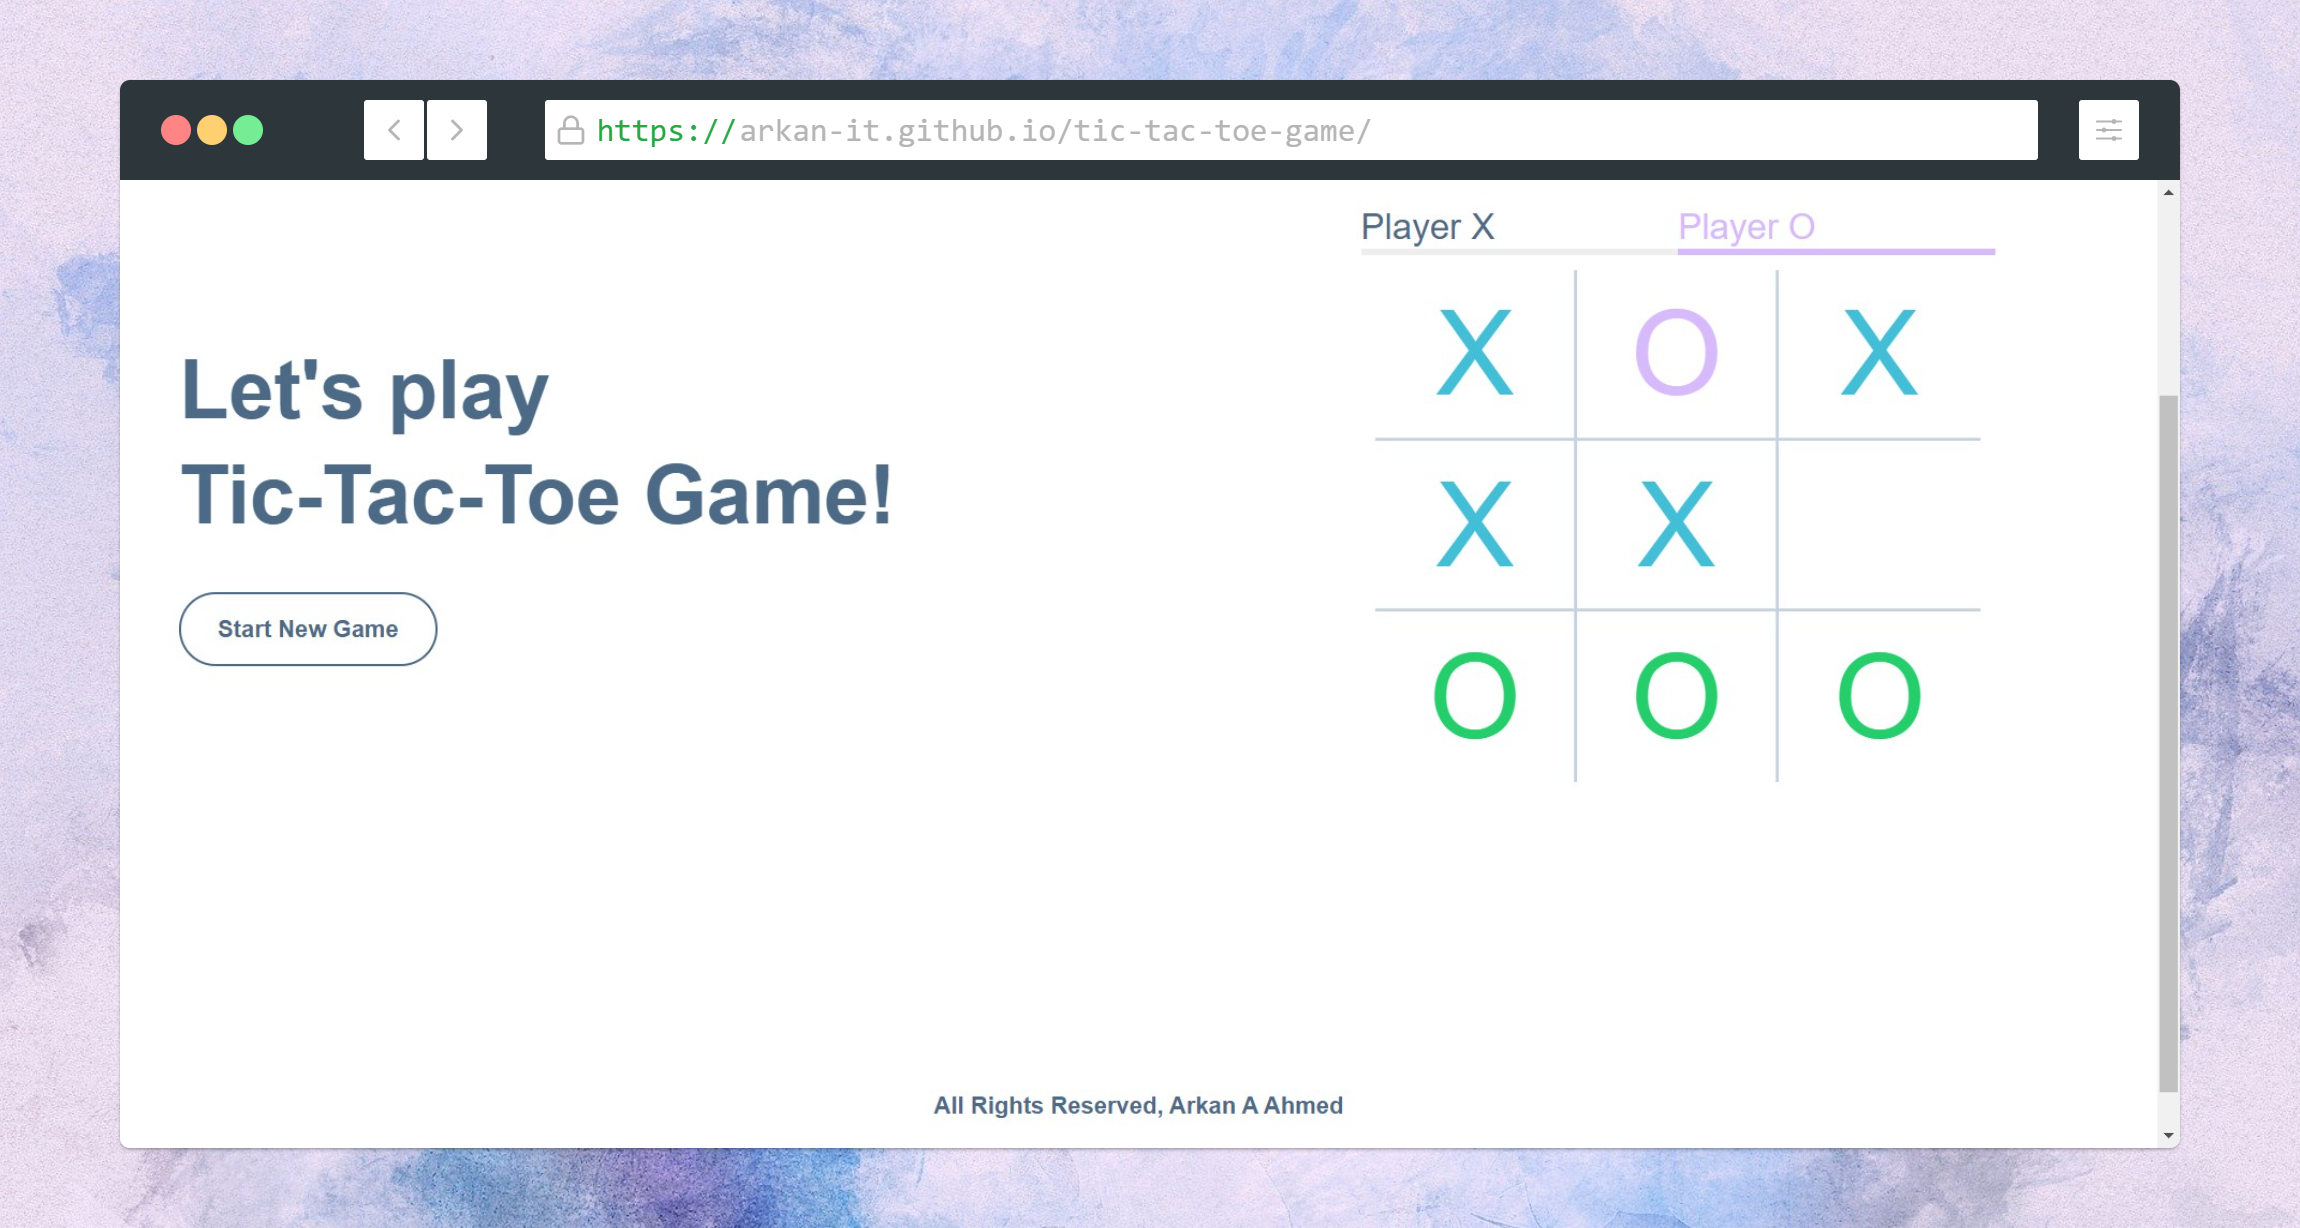 https://arkan-it.github.io/tic-tac-toe-game/
Player X Player O
Let's play
Tic-Tac-Toe Game!
Start New Game
X O X
X X
O O O
All Rights Reserved, Arkan A Ahmed